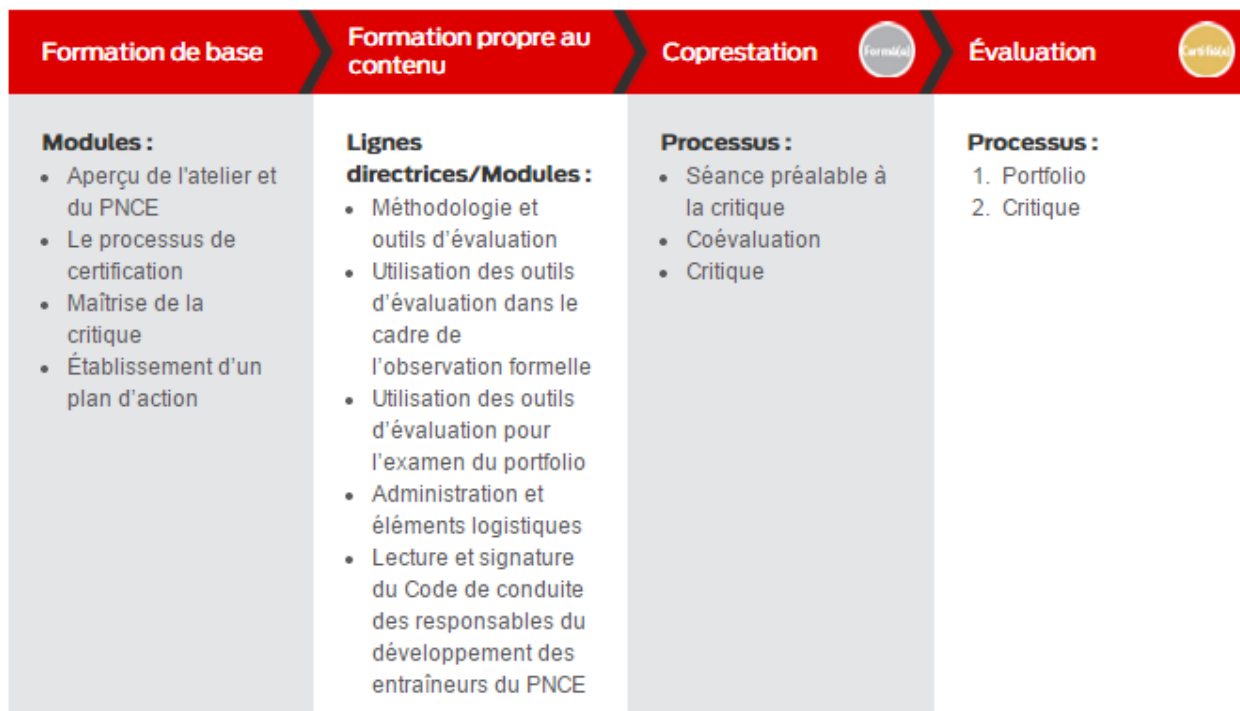 Formation de base
Formation propre au
contenu
Coprestation
Formé(e)
Évaluation
Certifié(e)
Modules :
• Aperçu de l'atelier et
du PNCE
• Le processus de
certification
• Maîtrise de la
critique
• Établissement d’un
plan d’action
Lignes
directrices/Modules :
• Méthodologie et
outils d’évaluation
• Utilisation des outils
d’évaluation dans le
cadre de
l’observation formelle
• Utilisation des outils
d’évaluation pour
l’examen du portfolio
• Administration et
éléments logistiques
• Lecture et signature
du Code de conduite
des responsables du
développement des
entraîneurs du PNCE
Processus :
• Séance préalable à
la critique
• Coévaluation
• Critique
Processus :
1. Portfolio
2. Critique